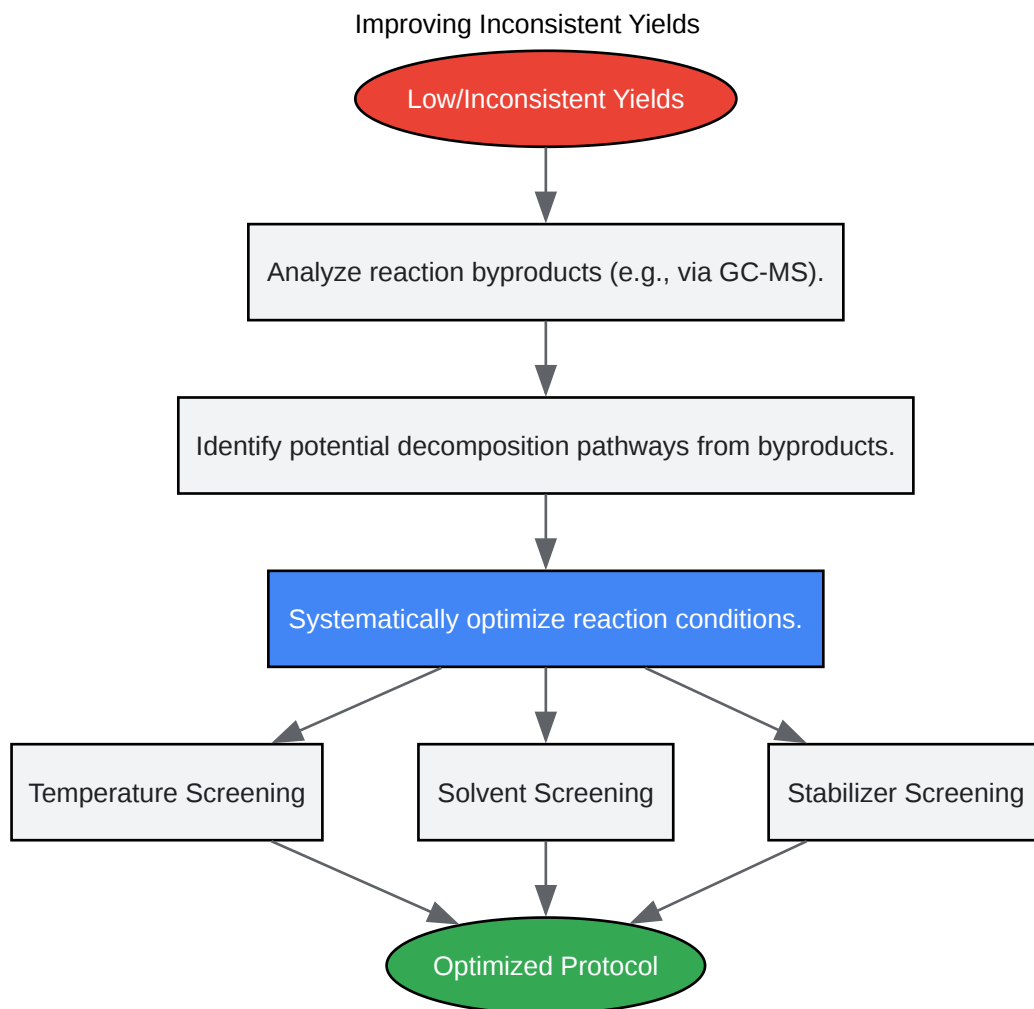 Improving Inconsistent Yields
Low/Inconsistent Yields
Analyze reaction byproducts (e.g., via GC-MS).
Identify potential decomposition pathways from byproducts.
Systematically optimize reaction conditions.
Temperature Screening
Solvent Screening
Stabilizer Screening
Optimized Protocol